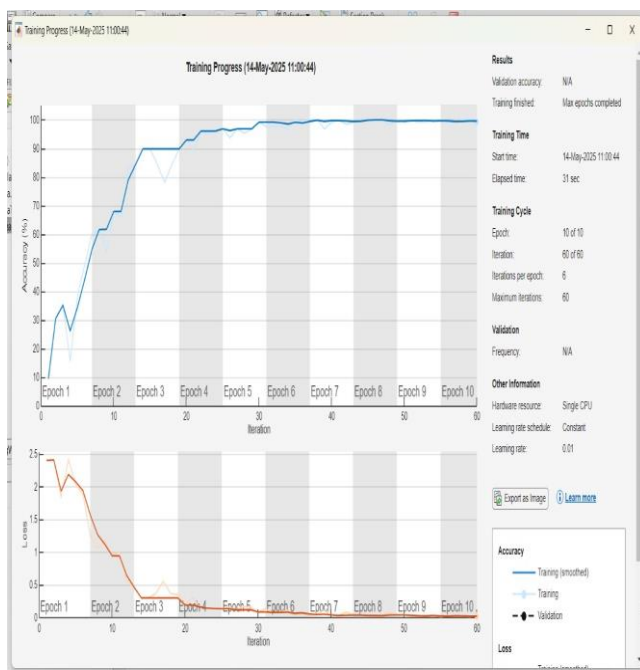 Training Progress (14-May-2025 11:00:44)
Training Progress (14-May-2025 11:00:44)
Accuracy (%)
100
90
80
70
60
50
40
30
20
10
0
Epoch 1 Epoch 2 Epoch 3 Epoch 4 Epoch 5 Epoch 6 Epoch 7 Epoch 8 Epoch 9 Epoch 10
0 10 20 30 40 50 60
Iteration
Loss
2.5
2
1.5
1
0.5
0
Epoch 1 Epoch 2 Epoch 3 Epoch 4 Epoch 5 Epoch 6 Epoch 7 Epoch 8 Epoch 9 Epoch 10
0 10 20 30 40 50 60
Iteration
Results
Validation accuracy: N/A
Training finished: Max epochs completed
Training Time
Start time: 14-May-2025 11:00:44
Elapsed time: 31 sec
Training Cycle
Epoch: 10 of 10
Iteration: 60 of 60
Iterations per epoch: 6
Maximum iterations: 60
Validation
Frequency: N/A
Other Information
Hardware resource: Single CPU
Learning rate schedule: Constant
Learning rate: 0.01
Export as Image Learn more
Accuracy
Training (smoothed)
Training
Validation
Loss